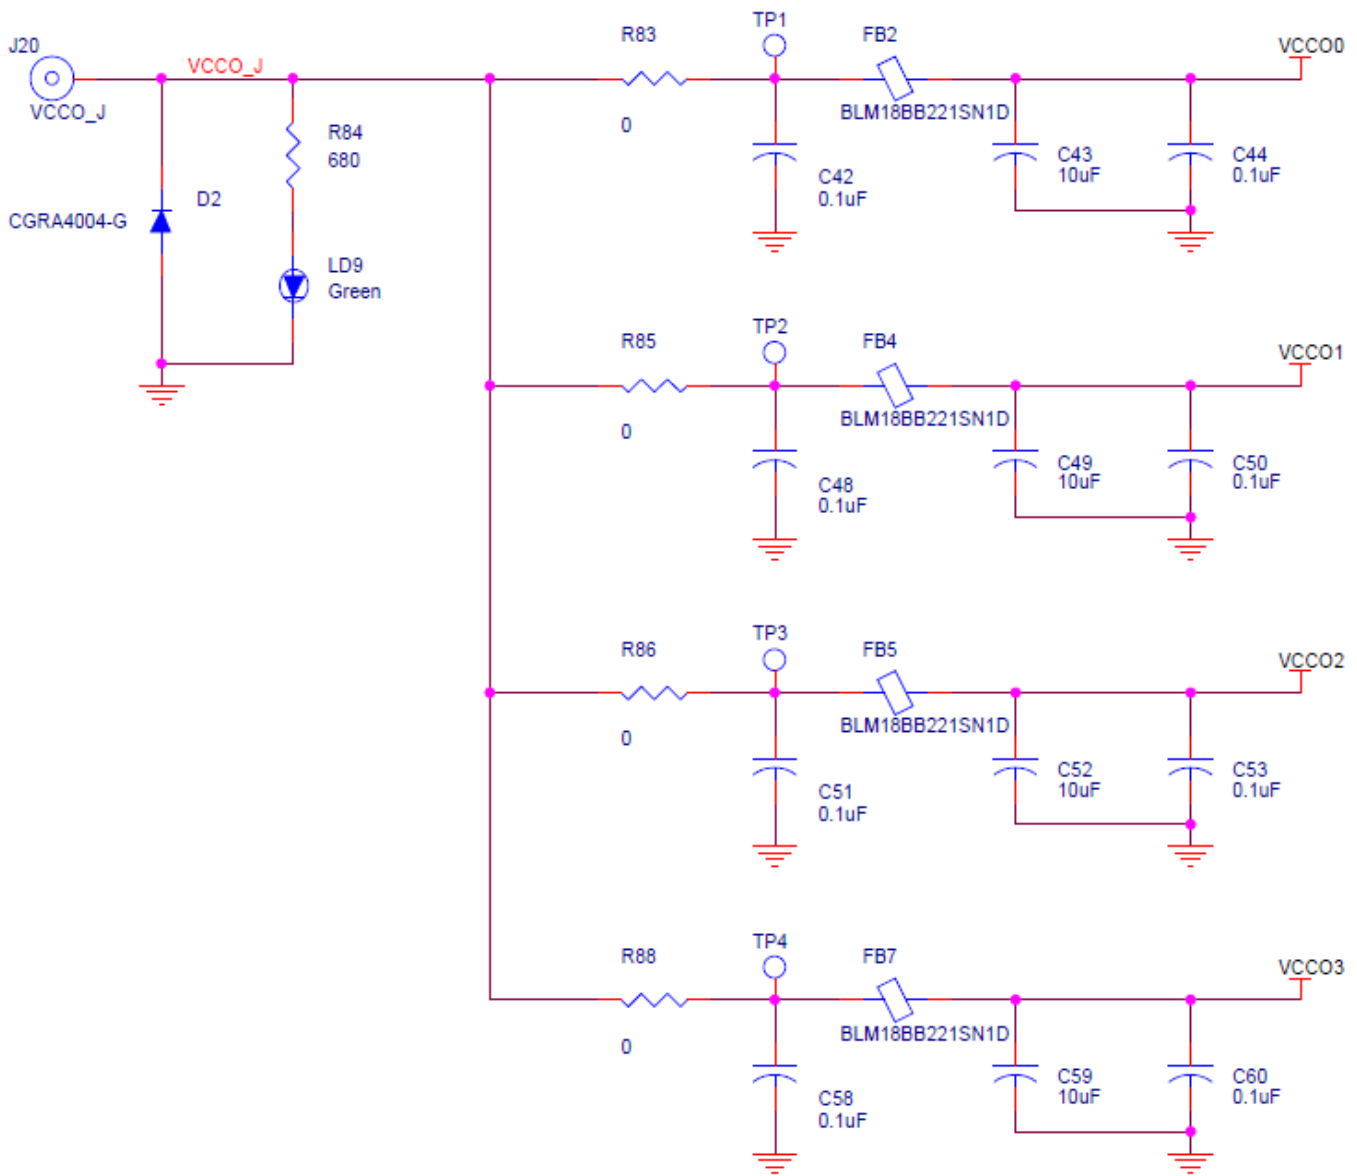 J20
VCCO_J
VCCO_J
R84
680
D2
CGRA4004-G
LD9
Green
R83
0
TP1
FB2
BLM18BB221SN1D
VCCO0
C42
0.1uF
C43
10uF
C44
0.1uF
R85
0
TP2
FB4
BLM18BB221SN1D
VCCO1
C48
0.1uF
C49
10uF
C50
0.1uF
R86
0
TP3
FB5
BLM18BB221SN1D
VCCO2
C51
0.1uF
C52
10uF
C53
0.1uF
R88
0
TP4
FB7
BLM18BB221SN1D
VCCO3
C58
0.1uF
C59
10uF
C60
0.1uF